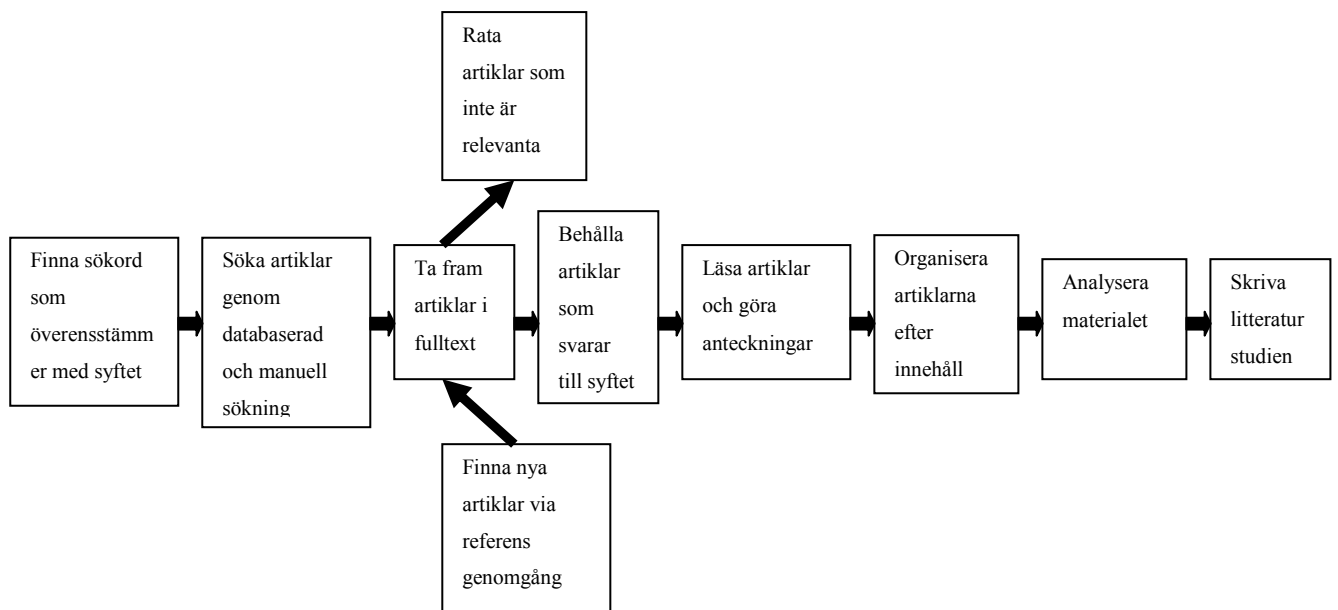 Rata
artiklar som
inte är
relevanta
Finna sökord
som
överensstämm
er med syftet
Söka artiklar
genom
databaserad
och manuell
sökning
Ta fram
artiklar i
fulltext
Behålla
artiklar
som
svarar
till syftet
Läsa artiklar
och göra
anteckningar
Organisera
artiklarna
efter
innehåll
Analysera
materialet
Skriva
litteratur
studien
Finna nya
artiklar via
referens
genomgång